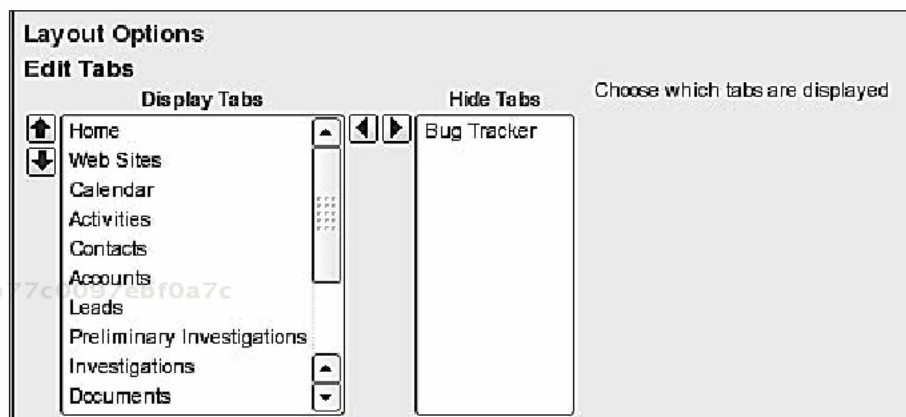 Layout Options
Edit Tabs
Display Tabs
Hide Tabs
Choose which tabs are displayed
Home
Web Sites
Calendar
Activities
Contacts
Accounts
Leads
Preliminary Investigations
Investigations
Documents
Bug Tracker